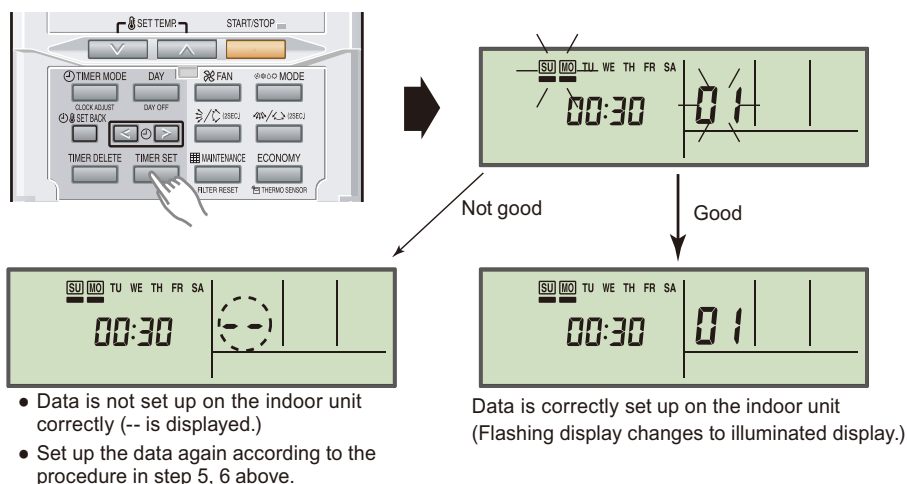 SET TEMP.
START/STOP
TIMER MODE DAY FAN MODE
CLOCK ADJUST DAY OFF
SET BACK (2SEC.) (2SEC.)
< >
TIMER DELETE TIMER SET MAINTENANCE ECONOMY
FILTER RESET THERMO SENSOR
SU MO TU WE TH FR SA
00:30 01
Not good
Good
SU MO TU WE TH FR SA
00:30 --
SU MO TU WE TH FR SA
00:30 01
● Data is not set up on the indoor unit
correctly (-- is displayed.)
● Set up the data again according to the
procedure in step 5, 6 above.
Data is correctly set up on the indoor unit
(Flashing display changes to illuminated display.)